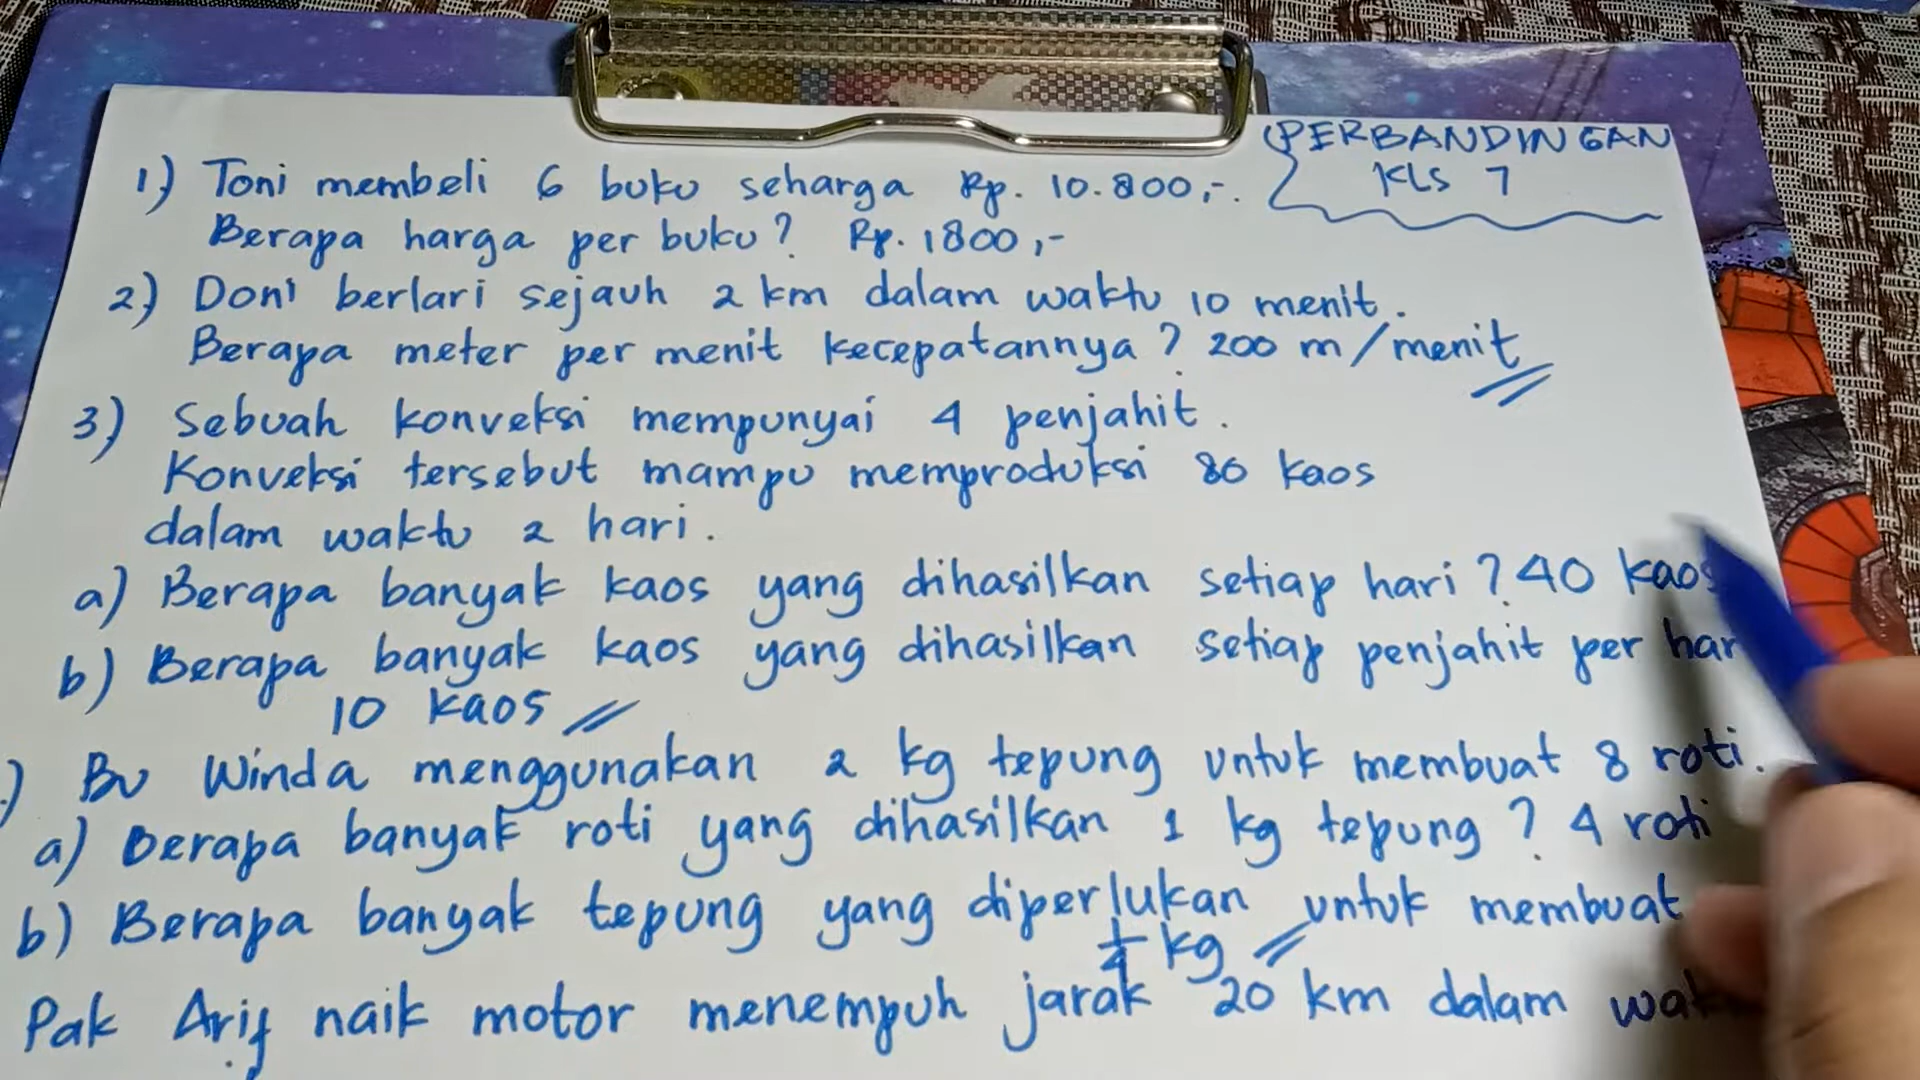 PERBANDINGAN
KLS 7
1) Toni membeli 6 buku seharga Rp. 10.800,-.
Berapa harga per buku? Rp. 1800,-
2) Doni berlari sejauh 2 km dalam waktu 10 menit.
Berapa meter per menit kecepatannya? 200 m/menit
3) Sebuah konveksi mempunyai 4 penjahit.
Konveksi tersebut mampu memproduksi 80 kaos
dalam waktu 2 hari.
a) Berapa banyak kaos yang dihasilkan setiap hari? 40 kaos
b) Berapa banyak kaos yang dihasilkan setiap penjahit per har
10 kaos
) Bu Winda menggunakan 2 kg tepung untuk membuat 8 roti.
a) Berapa banyak roti yang dihasilkan 1 kg tepung? 4 roti
b) Berapa banyak tepung yang diperlukan untuk membuat
1/4 kg
Pak Arif naik motor menempuh jarak 20 km dalam